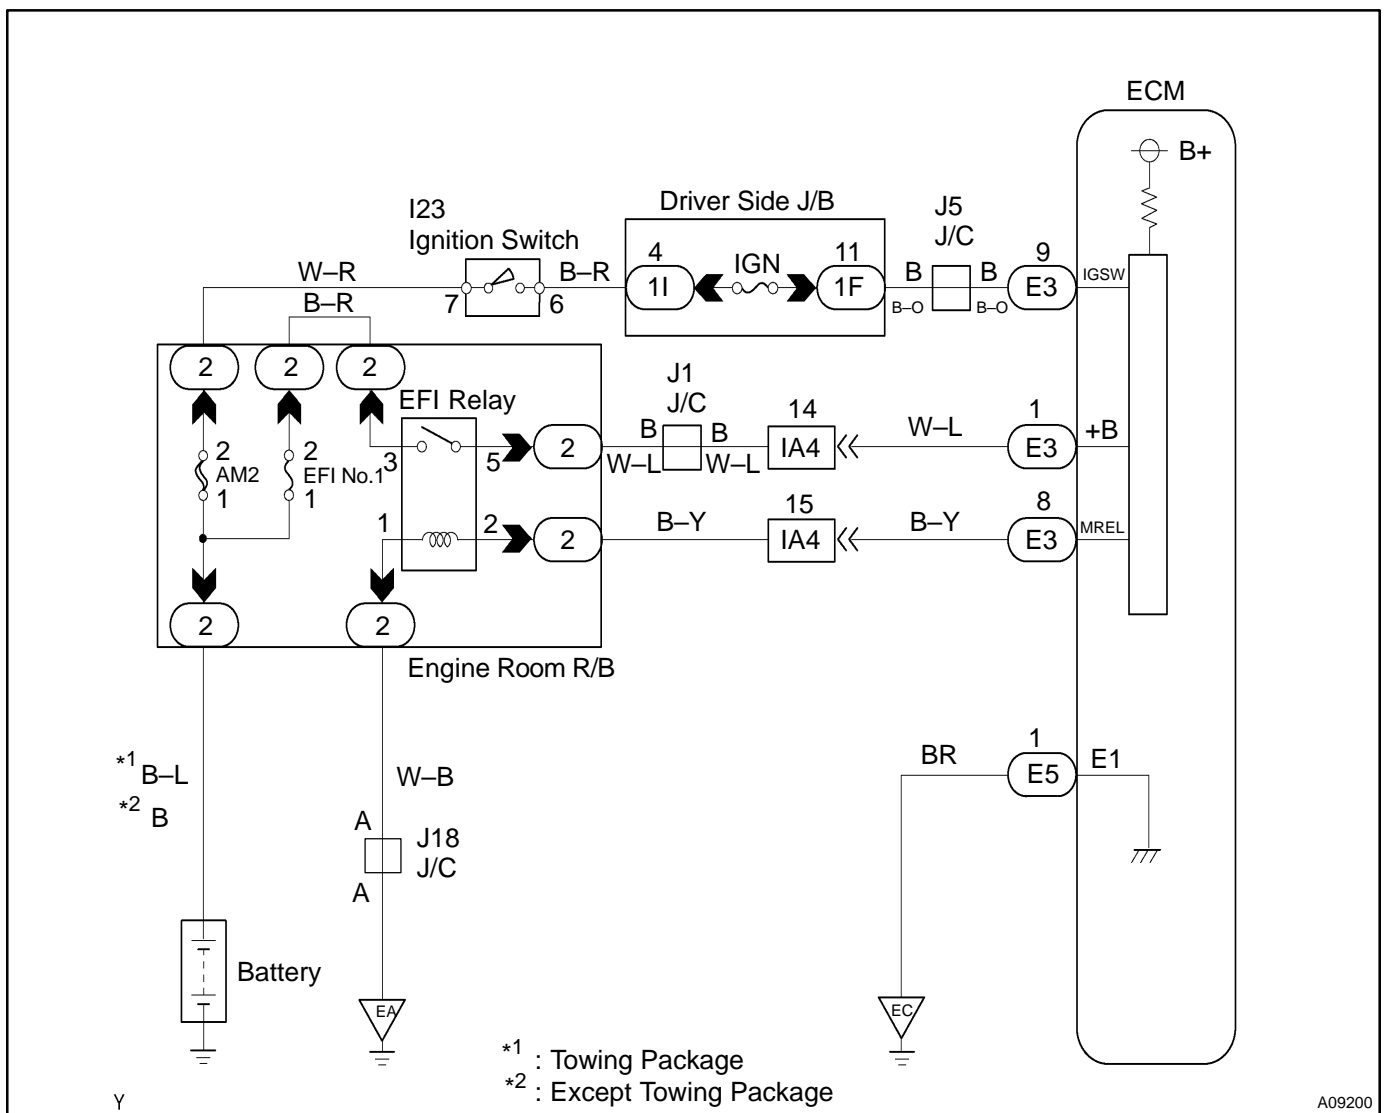 ECM
B+
Driver Side J/B
J5
J/C
I23
Ignition Switch
4
IGN
11
9
W–R
B–R
1I
1F
B
B
E3
IGSW
7
6
B–O
B–O
B–R
2
2
2
J1
J/C
EFI Relay
14
1
B
B
W–L
+B
2
IA4
E3
2
AM2
1
2
EFI No.1
1
3
5
W–L
W–L
15
8
1
2
B–Y
B–Y
MREL
2
IA4
E3
2
2
Engine Room R/B
1
BR
E1
E5
*1 B–L
*2 B
W–B
A
J18
J/C
A
Battery
EA
EC
*1 : Towing Package
*2 : Except Towing Package
Y
A09200